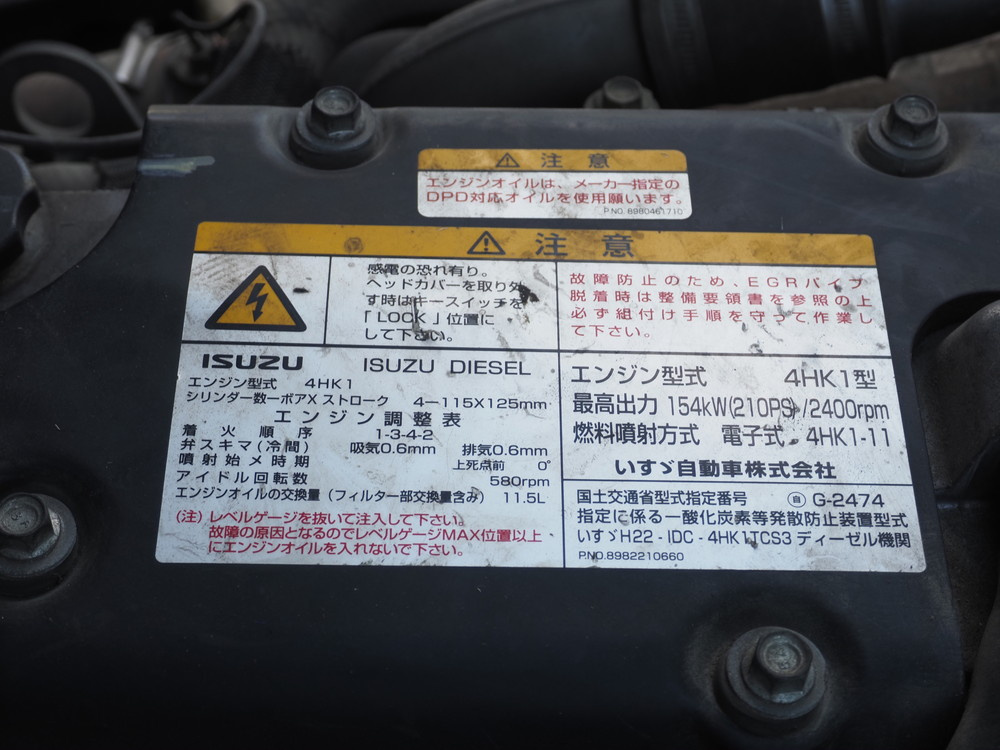 注意
エンジンオイルは、メーカー指定の
DPD対応オイルを使用願います。
P.NO. 8980461710
注意
感電の恐れ有り。
ヘッドカバーを取り外
す時はキースイッチを
「LOCK」位置に
して下さい。
故障防止のため、EGRパイプ
脱着時は整備要領書を参照の上
必ず組付け手順を守って作業し
て下さい。
ISUZU ISUZU DIESEL
エンジン型式 4HK1
シリンダ数ーボアXストローク 4ー115X125mm
エンジン調整表
着火順序 1-3-4-2
弁スキマ(冷間) 吸気0.6mm 排気0.6mm
噴射始メ時期 上死点前 0°
アイドル回転数 580rpm
エンジンオイルの交換量(フィルター部交換量含み) 11.5L
(注)レベルゲージを抜いて注入して下さい。
故障の原因となるのでレベルゲージMAX位置以上
にエンジンオイルを入れないで下さい。
エンジン型式 4HK1型
最高出力 154kW(210PS)/2400rpm
燃料噴射方式 電子式 4HK1-11
いすゞ自動車株式会社
国土交通省型式指定番号 自 G-2474
指定に係る一酸化炭素等発散防止装置型式
いすゞH22-IDC-4HK1TCS3 ディーゼル機関
P.NO.8982210660